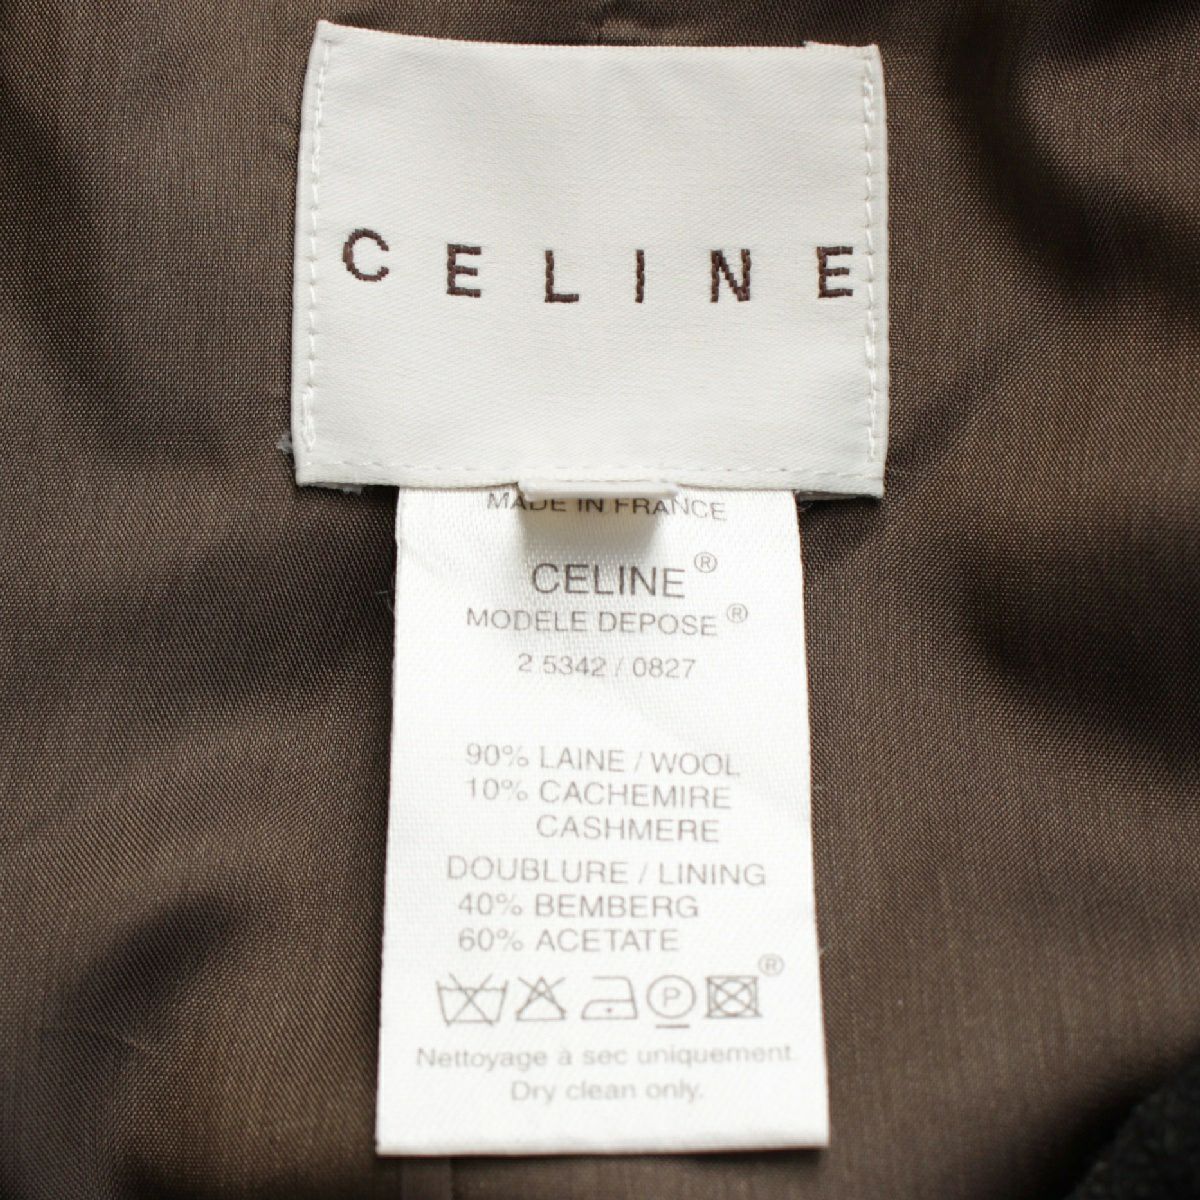 CELINE
MADE IN FRANCE
CELINE®
MODELE DEPOSE®
2 5342 / 0827
90% LAINE / WOOL
10% CACHEMIRE
CASHMERE
DOUBLURE / LINING
40% BEMBERG
60% ACETATE
P ®
Nettoyage à sec uniquement.
Dry clean only.